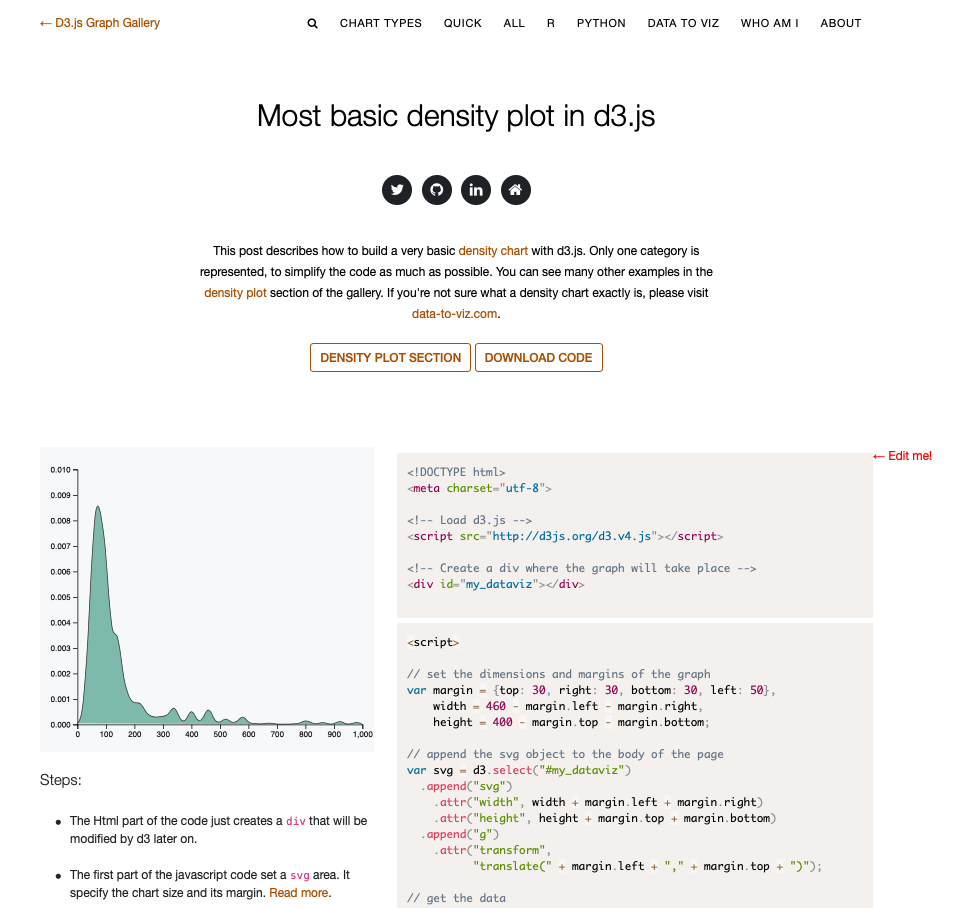 ← D3.js Graph Gallery
CHART TYPES QUICK ALL R PYTHON DATA TO VIZ WHO AM I ABOUT
Most basic density plot in d3.js
This post describes how to build a very basic density chart with d3.js. Only one category is
represented, to simplify the code as much as possible. You can see many other examples in the
density plot section of the gallery. If you're not sure what a density chart exactly is, please visit
data-to-viz.com.
DENSITY PLOT SECTION DOWNLOAD CODE
0.010
0.009
0.008
0.007
0.006
0.005
0.004
0.003
0.002
0.001
0.000
0 100 200 300 400 500 600 700 800 900 1,000
Steps:
• The Html part of the code just creates a div that will be
modified by d3 later on.
• The first part of the javascript code set a svg area. It
specify the chart size and its margin. Read more.
← Edit me!
<!DOCTYPE html>
<meta charset="utf-8">
<!-- Load d3.js -->
<script src="http://d3js.org/d3.v4.js"></script>
<!-- Create a div where the graph will take place -->
<div id="my_dataviz"></div>
<script>
// set the dimensions and margins of the graph
var margin = {top: 30, right: 30, bottom: 30, left: 50},
    width = 460 - margin.left - margin.right,
    height = 400 - margin.top - margin.bottom;
// append the svg object to the body of the page
var svg = d3.select("#my_dataviz")
  .append("svg")
    .attr("width", width + margin.left + margin.right)
    .attr("height", height + margin.top + margin.bottom)
  .append("g")
    .attr("transform",
          "translate(" + margin.left + "," + margin.top + ")");
// get the data